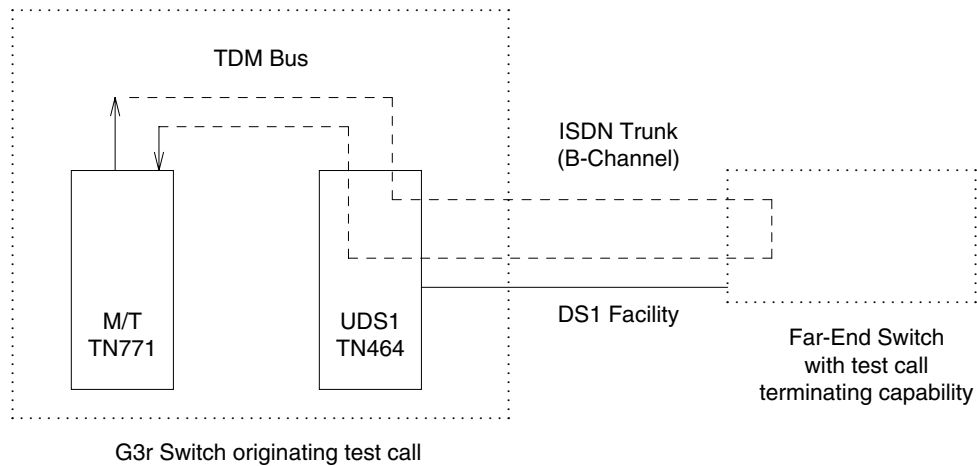 TDM Bus
ISDN Trunk
(B-Channel)
M/T
TN771
UDS1
TN464
DS1 Facility
Far-End Switch
with test call
terminating capability
G3r Switch originating test call